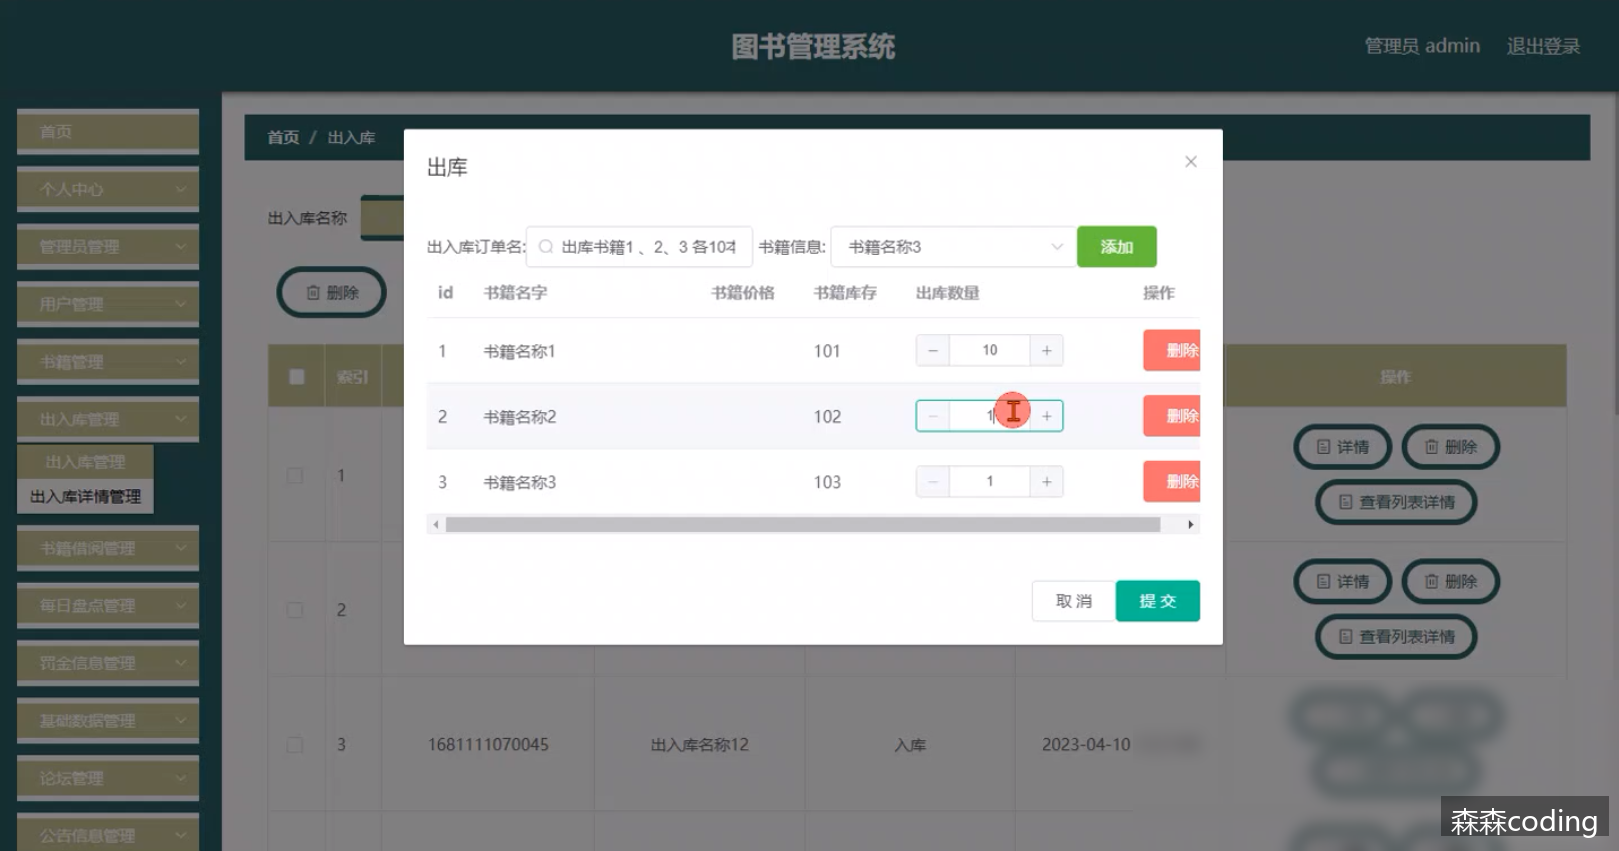 图书管理系统
管理员 admin
退出登录
首页
个人中心
管理员管理
用户管理
书籍管理
出入库管理
出入库管理
出入库详情管理
书籍借阅管理
每日盘点管理
罚金信息管理
基础数据管理
论坛管理
公告信息管理
首页 / 出入库
出入库名称
删除
索引
操作
1
详情 删除
查看列表详情
2
详情 删除
查看列表详情
3 1681111070045 出入库名称12 入库 2023-04-10
出库
出入库订单名: 出库书籍1、2、3 各10本 书籍信息: 书籍名称3 添加
id 书籍名字 书籍价格 书籍库存 出库数量 操作
1 书籍名称1 101 − 10 + 删除
2 书籍名称2 102 − 1 + 删除
3 书籍名称3 103 − 1 + 删除
取 消 提 交
森森coding